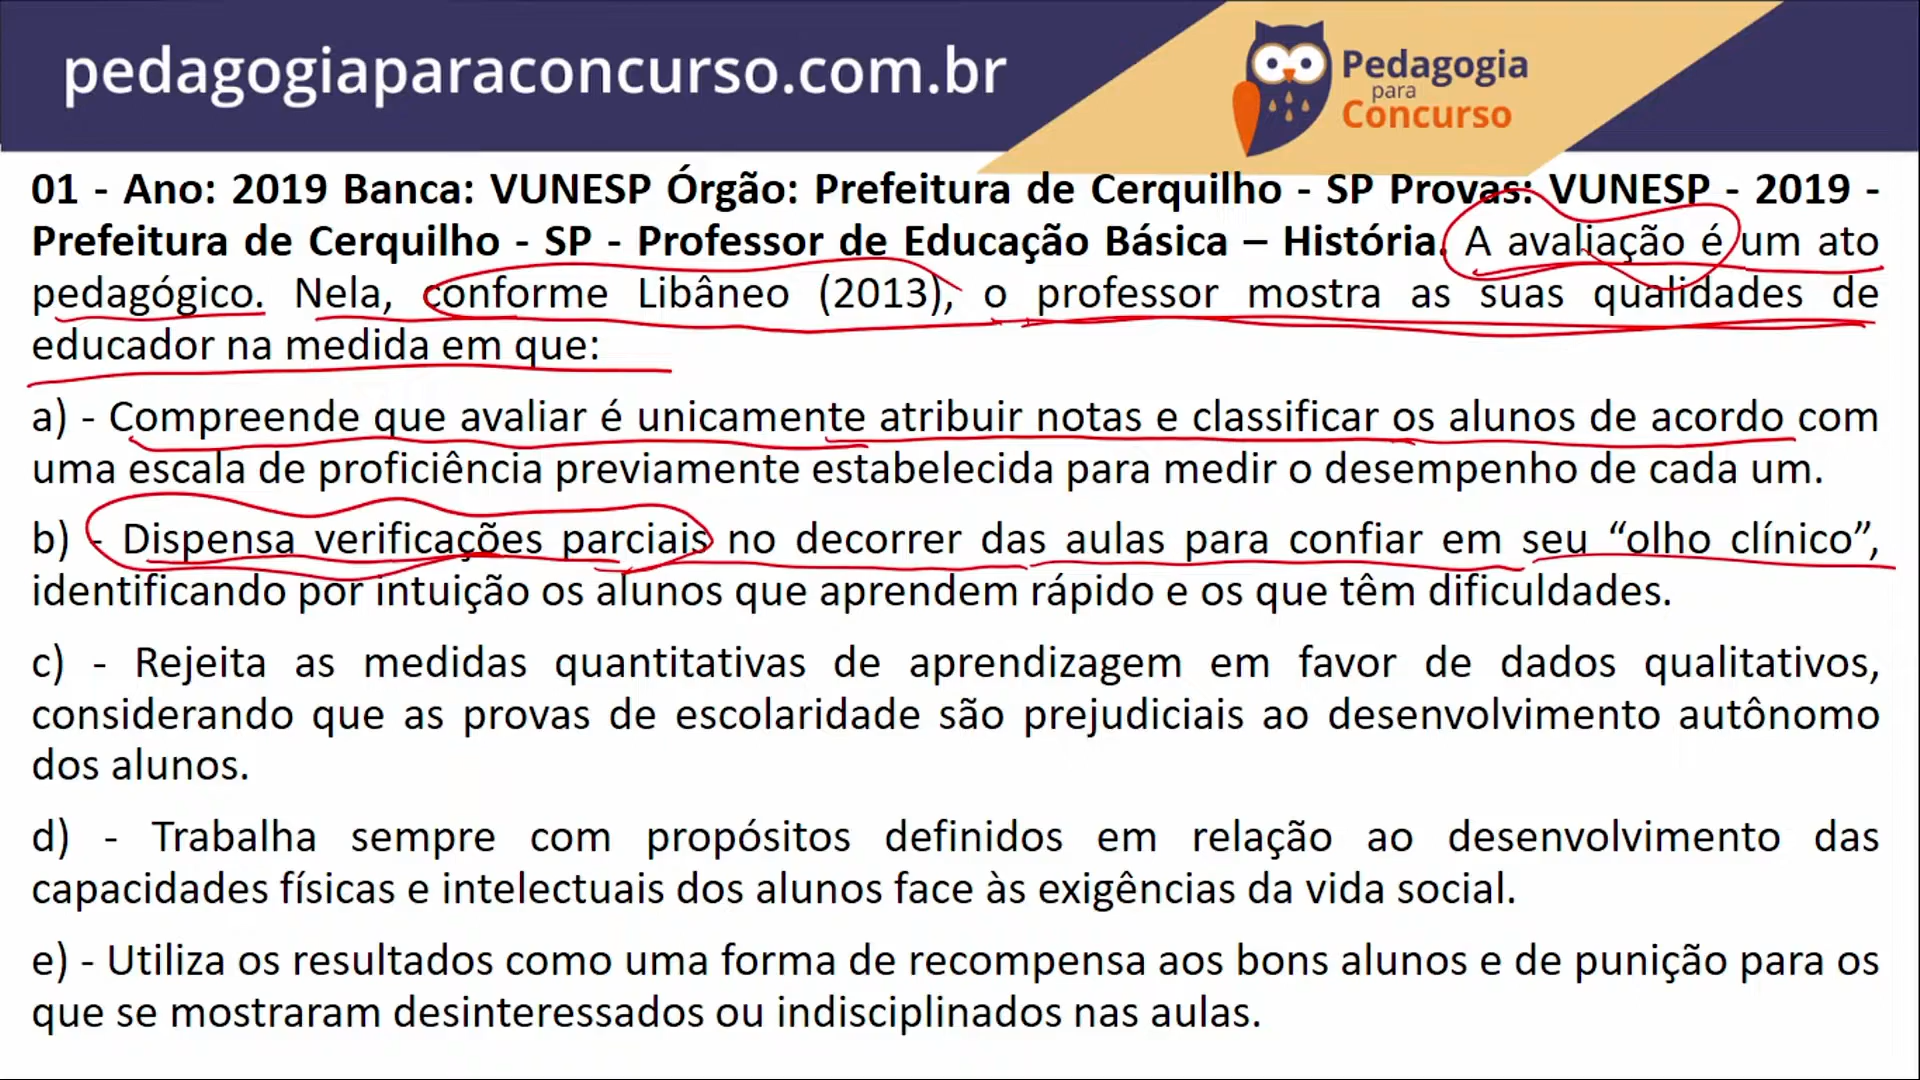 pedagogiaparaconcurso.com.br
Pedagogia
para
Concurso
01 - Ano: 2019 Banca: VUNESP Órgão: Prefeitura de Cerquilho - SP Provas: VUNESP - 2019 -
Prefeitura de Cerquilho - SP - Professor de Educação Básica – História. A avaliação é um ato
pedagógico. Nela, conforme Libâneo (2013), o professor mostra as suas qualidades de
educador na medida em que:
a) - Compreende que avaliar é unicamente atribuir notas e classificar os alunos de acordo com
uma escala de proficiência previamente estabelecida para medir o desempenho de cada um.
b) - Dispensa verificações parciais no decorrer das aulas para confiar em seu “olho clínico”,
identificando por intuição os alunos que aprendem rápido e os que têm dificuldades.
c) - Rejeita as medidas quantitativas de aprendizagem em favor de dados qualitativos,
considerando que as provas de escolaridade são prejudiciais ao desenvolvimento autônomo
dos alunos.
d) - Trabalha sempre com propósitos definidos em relação ao desenvolvimento das
capacidades físicas e intelectuais dos alunos face às exigências da vida social.
e) - Utiliza os resultados como uma forma de recompensa aos bons alunos e de punição para os
que se mostraram desinteressados ou indisciplinados nas aulas.